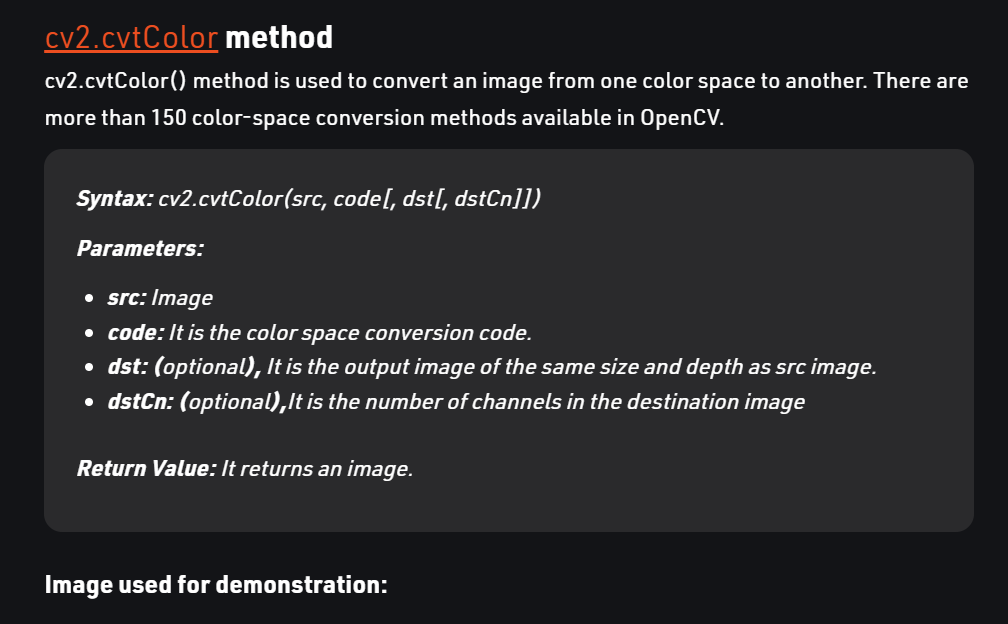 cv2.cvtColor method
cv2.cvtColor() method is used to convert an image from one color space to another. There are
more than 150 color-space conversion methods available in OpenCV.
Syntax: cv2.cvtColor(src, code[, dst[, dstCn]])
Parameters:
• src: Image
• code: It is the color space conversion code.
• dst: (optional), It is the output image of the same size and depth as src image.
• dstCn: (optional),It is the number of channels in the destination image
Return Value: It returns an image.
Image used for demonstration: